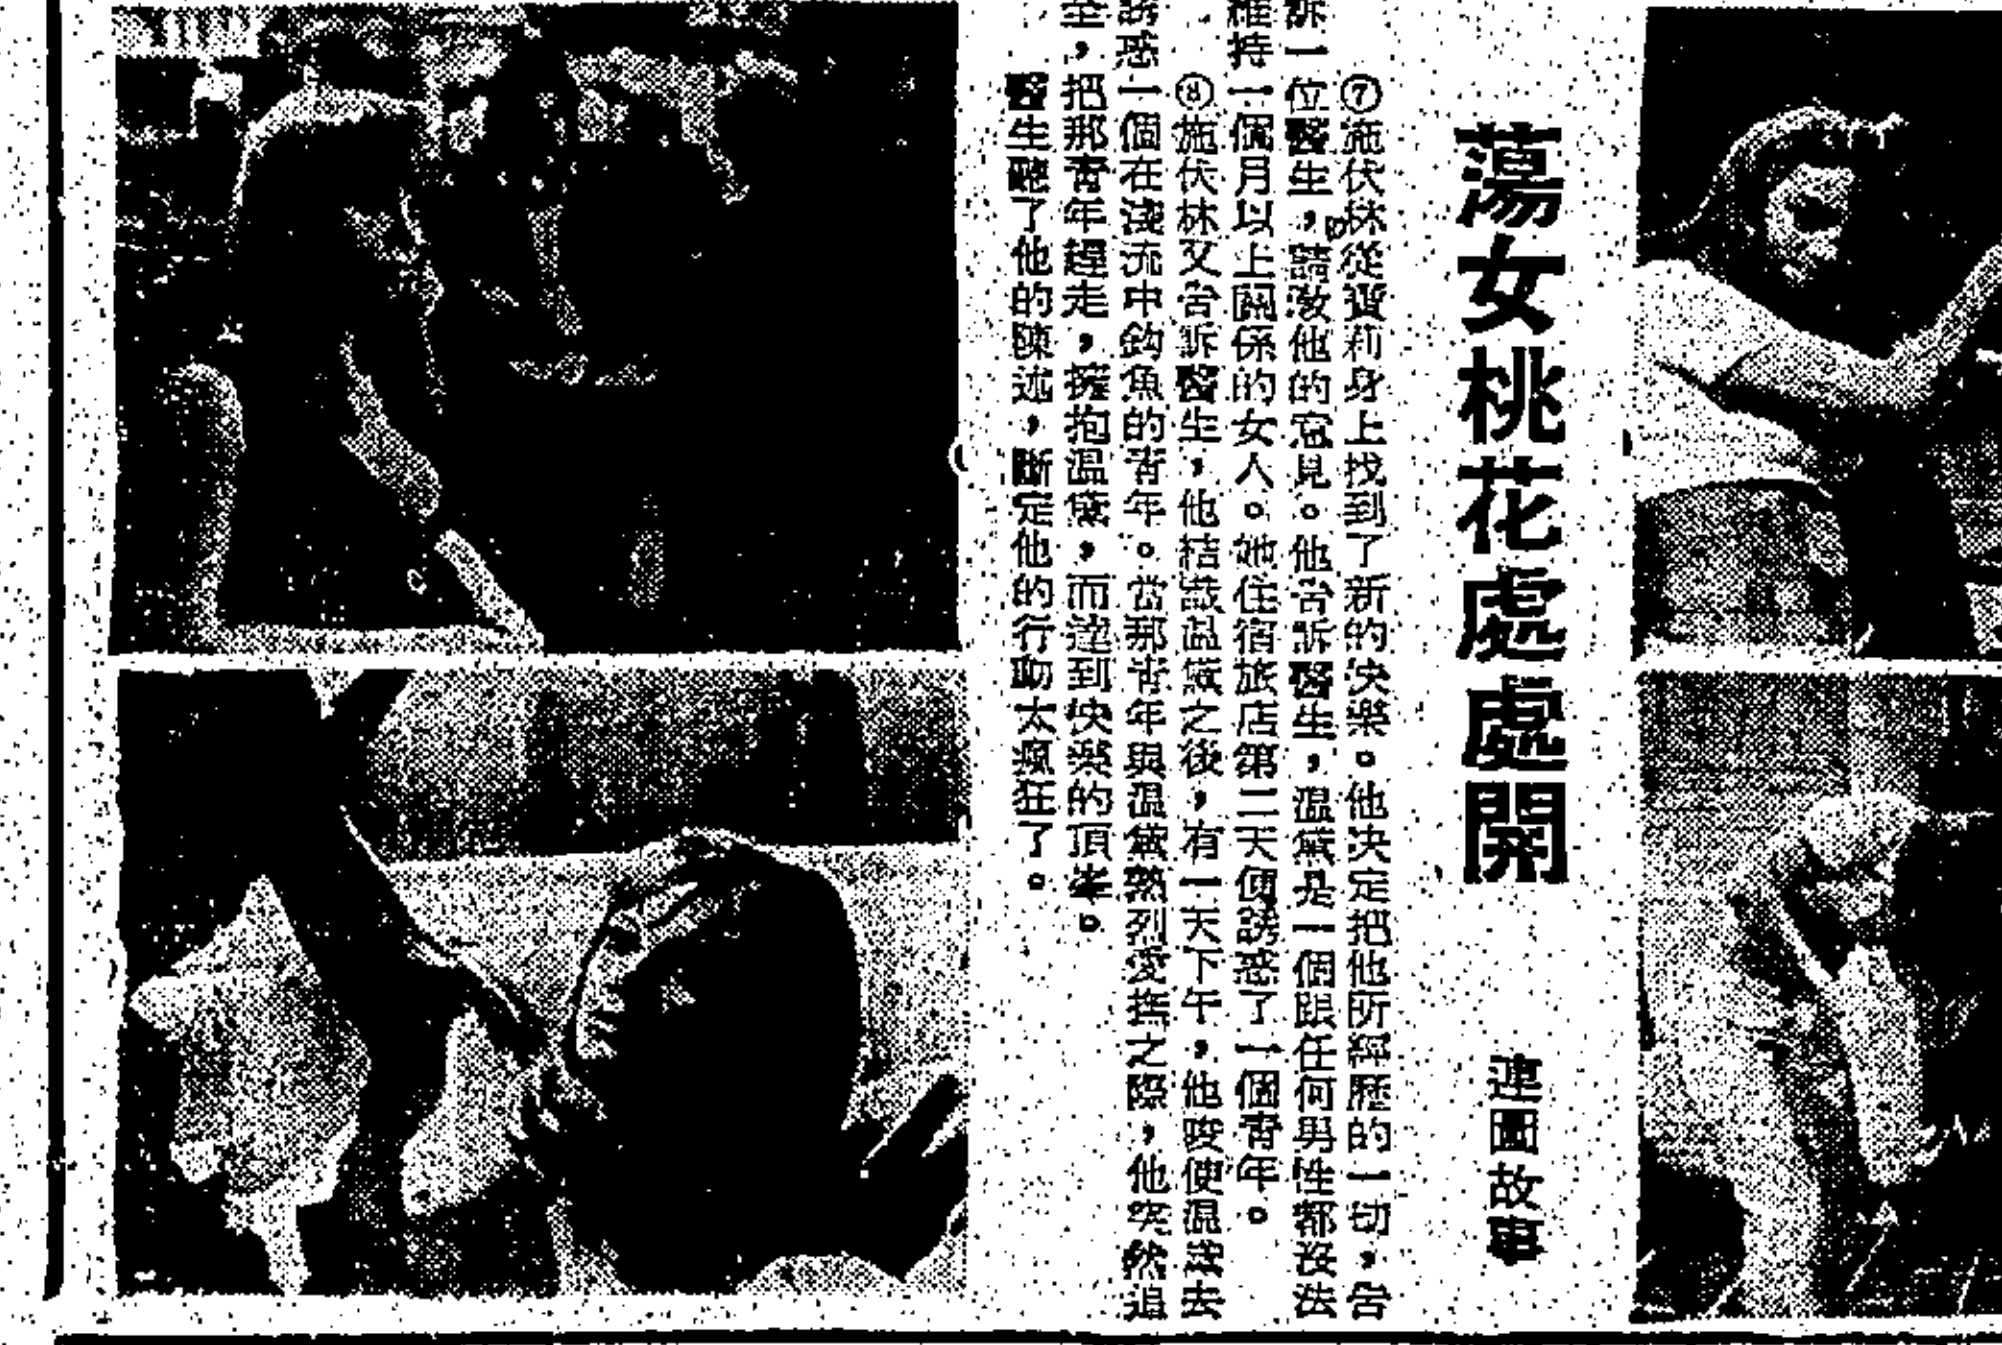 蕩女桃花處處開
連圖故事
⑦施伏林從寶莉身上找到了新的快樂。他決定把他所經歷的一切，告
訴一位醫生，請教他的意見。他告訴醫生，溫黛是一個跟任何男性都沒法
維持一個月以上關係的女人。她住宿旅店第二天便誘惑了一個青年。
⑧施伏林又告訴醫生，他結識溫黛之後，有一天下午，他唆使溫黛去
誘惑一個在淺流中釣魚的青年。當那青年與溫黛熱烈愛撫之際，他突然追
至，把那青年趕走，擁抱溫黛，而達到快樂的頂峯。
醫生聽了他的陳述，斷定他的行動太瘋狂了。